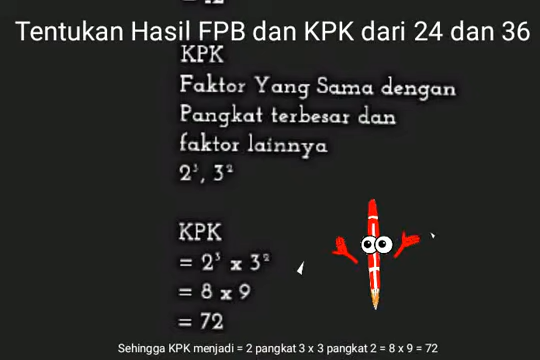 = 12
Tentukan Hasil FPB dan KPK dari 24 dan 36
KPK
Faktor Yang Sama dengan
Pangkat terbesar dan
faktor lainnya
2³, 3²
KPK
= 2³ x 3²
= 8 x 9
= 72
Sehingga KPK menjadi = 2 pangkat 3 x 3 pangkat 2 = 8 x 9 = 72